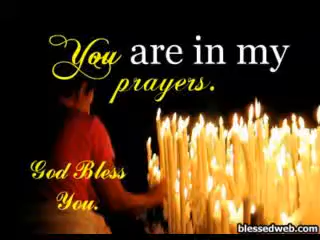 You are in my
prayers.
God Bless
You.
blessedweb.com